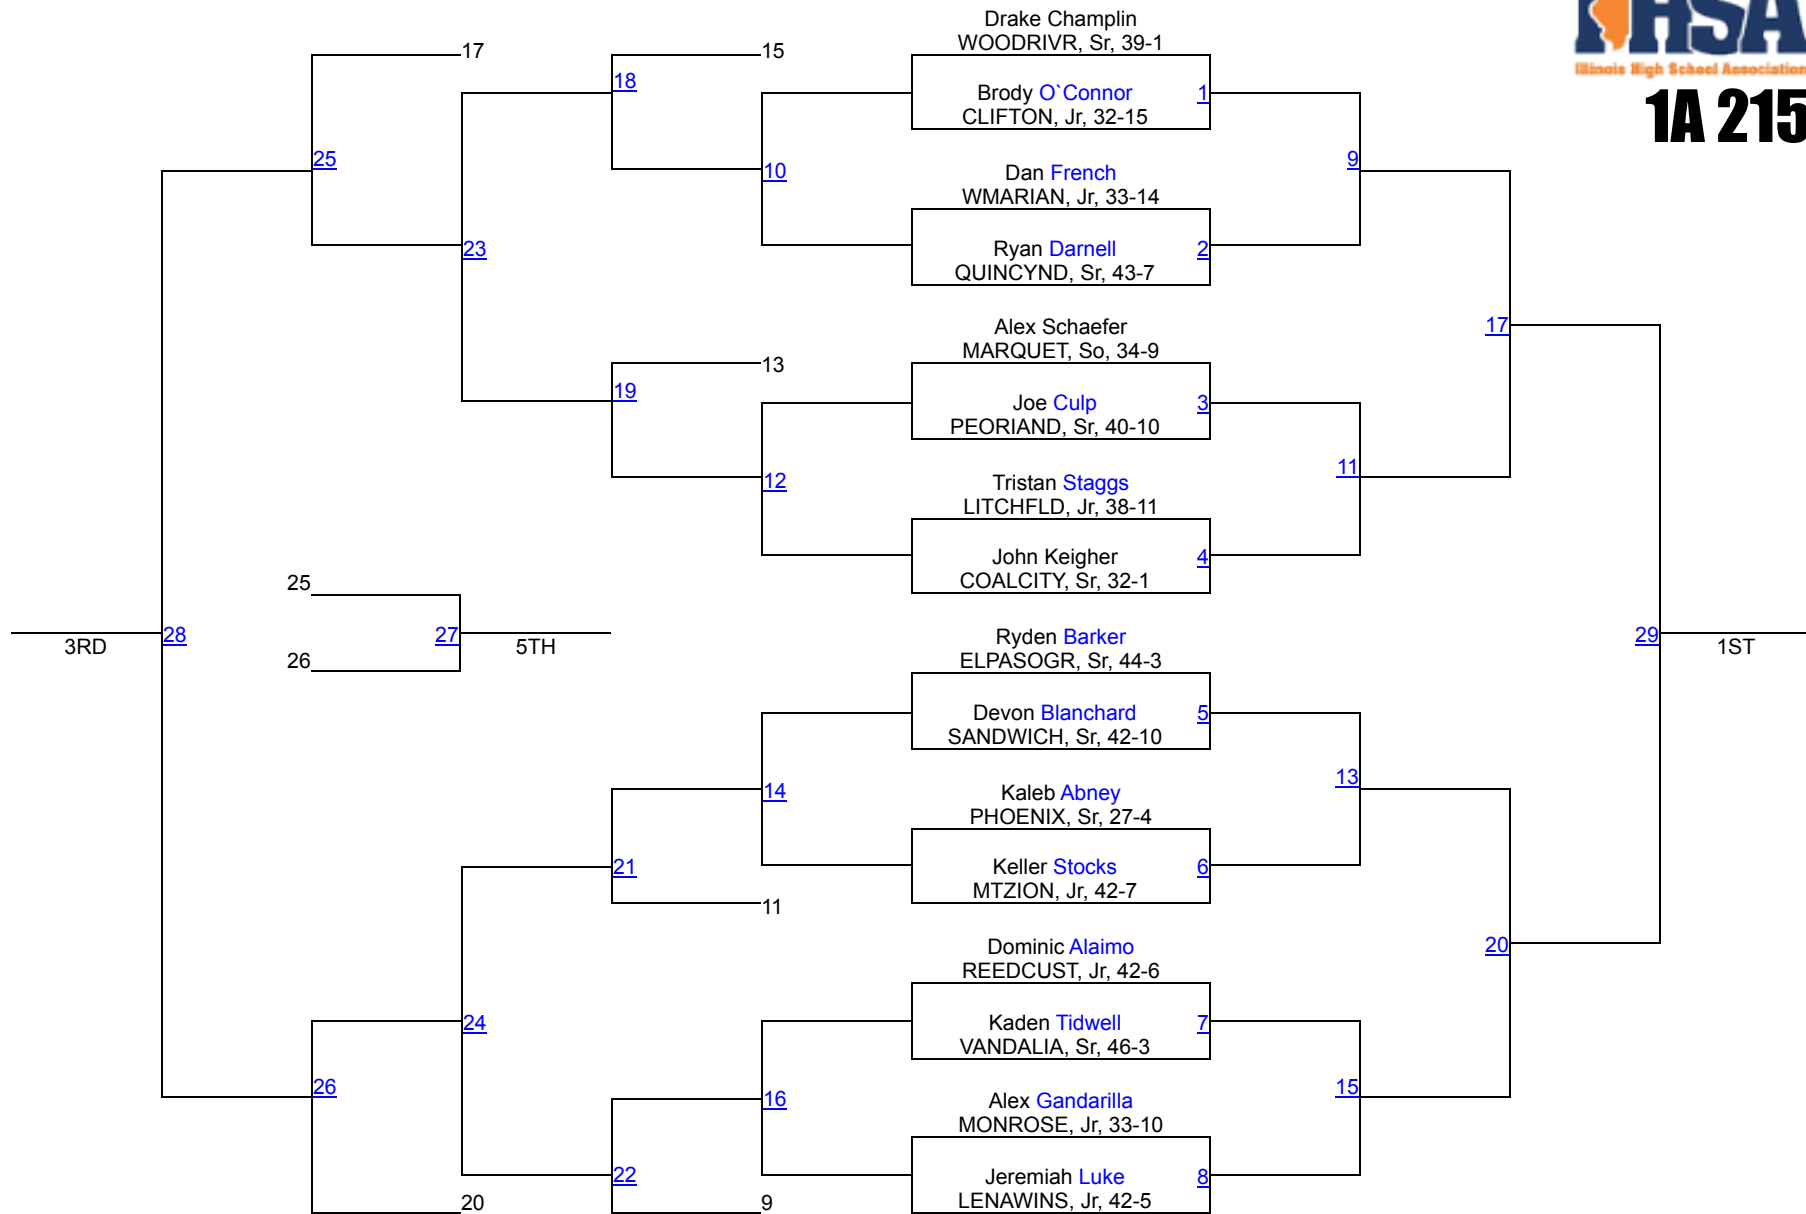 IHSA
Illinois High School Association
1A 215
17
15
Drake Champlin
WOODRIVR, Sr, 39-1
18
Brody O`Connor 1
CLIFTON, Jr, 32-15
25
10
Dan French
WMARIAN, Jr, 33-14
9
23
Ryan Darnell 2
QUINCYND, Sr, 43-7
Alex Schaefer
MARQUET, So, 34-9
17
13
19
Joe Culp 3
PEORIAND, Sr, 40-10
12
Tristan Staggs
LITCHFLD, Jr, 38-11
11
John Keigher 4
COALCITY, Sr, 32-1
25
3RD
28
27
5TH
26
Ryden Barker
ELPASOGR, Sr, 44-3
29
1ST
Devon Blanchard 5
SANDWICH, Sr, 42-10
14
Kaleb Abney
PHOENIX, Sr, 27-4
13
21
Keller Stocks 6
MTZION, Jr, 42-7
11
Dominic Alaimo
REEDCUST, Jr, 42-6
20
24
Kaden Tidwell 7
VANDALIA, Sr, 46-3
26
16
Alex Gandarilla
MONROSE, Jr, 33-10
15
22
Jeremiah Luke 8
LENAWINS, Jr, 42-5
20
9